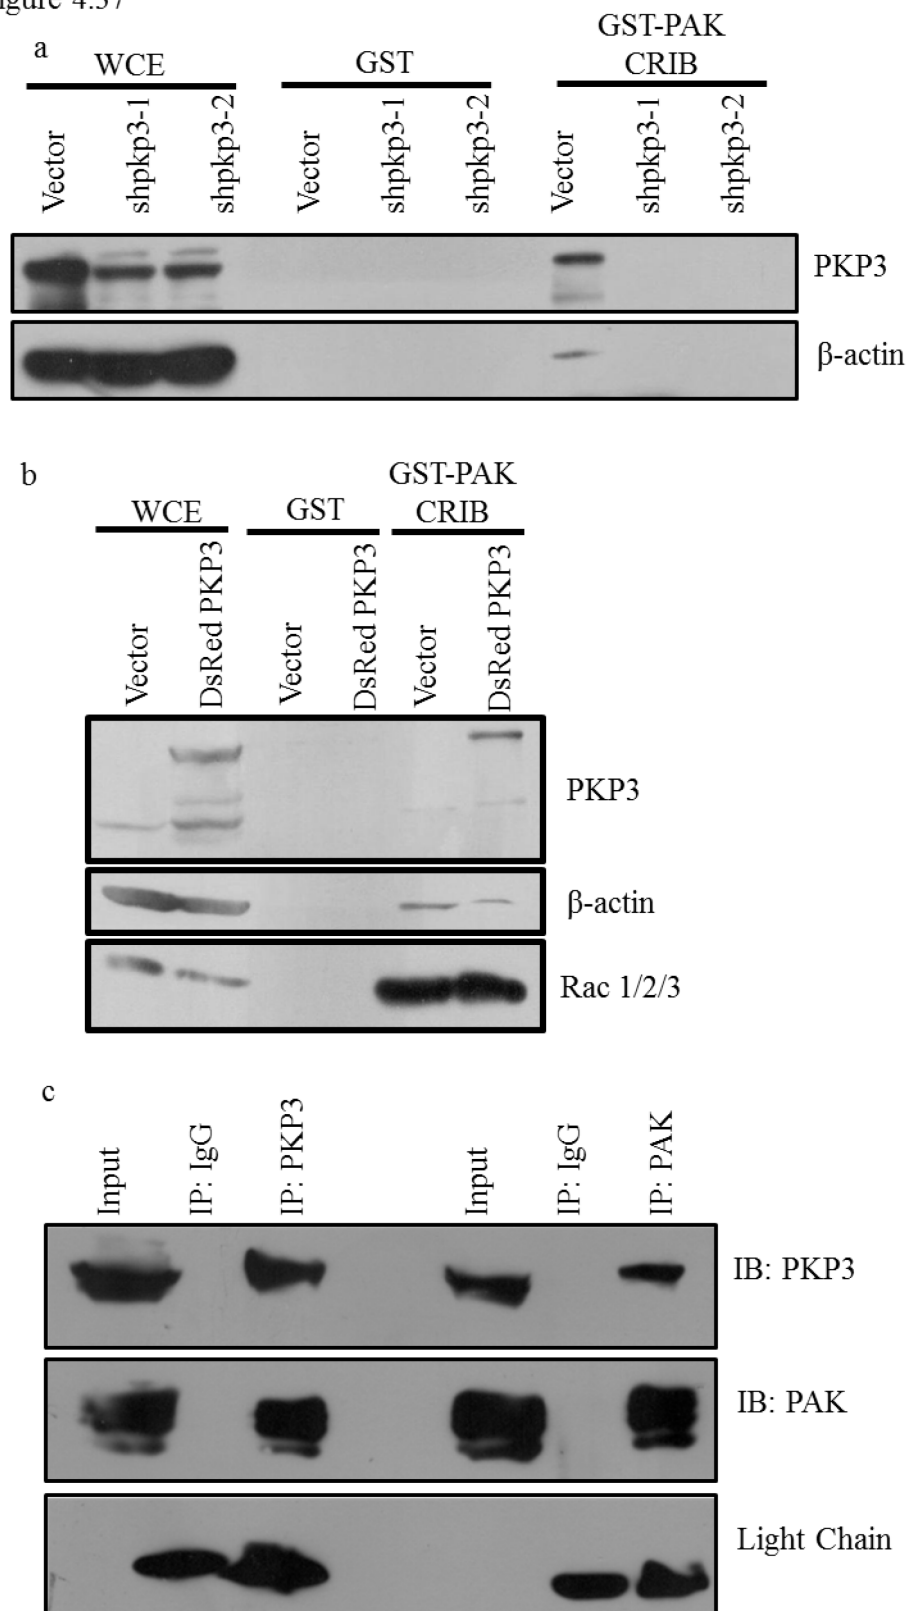 igure 4.37
a
WCE
GST
GST-PAK
CRIB
Vector
shpkp3-1
shpkp3-2
Vector
shpkp3-1
shpkp3-2
Vector
shpkp3-1
shpkp3-2
PKP3
β-actin
b
WCE
GST
GST-PAK
CRIB
Vector
DsRed PKP3
Vector
DsRed PKP3
Vector
DsRed PKP3
PKP3
β-actin
Rac 1/2/3
c
Input
IP: IgG
IP: PKP3
Input
IP: IgG
IP: PAK
IB: PKP3
IB: PAK
Light Chain